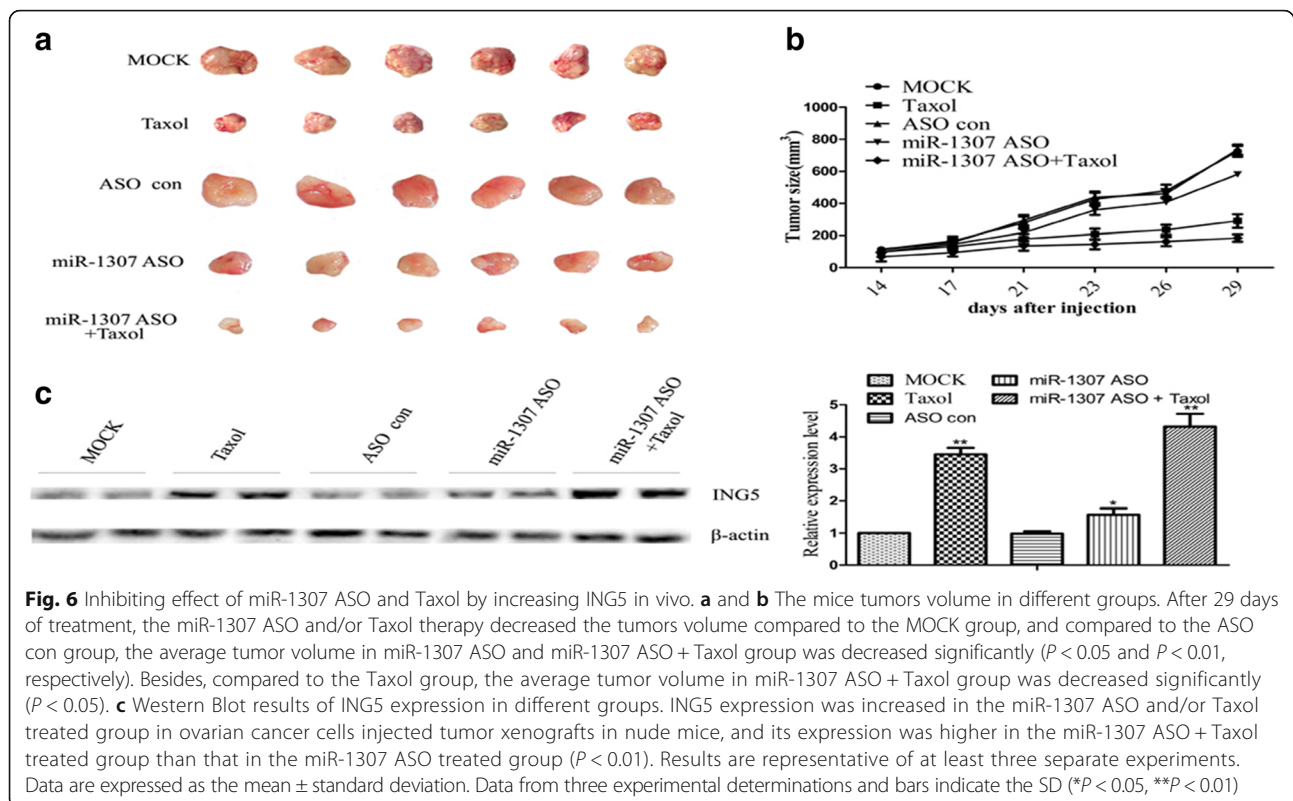 a
MOCK
Taxol
ASO con
miR-1307 ASO
miR-1307 ASO
+Taxol
b
MOCK
Taxol
ASO con
miR-1307 ASO
miR-1307 ASO+Taxol
Tumor size(mm³)
1000
800
600
400
200
0
14
17
21
23
26
29
days after injection
c
MOCK
Taxol
ASO con
miR-1307 ASO
miR-1307 ASO
+Taxol
ING5
β-actin
MOCK
Taxol
ASO con
miR-1307 ASO
miR-1307 ASO + Taxol
Relative expression level
5
4
3
2
1
0
**
*
**
Fig. 6 Inhibiting effect of miR-1307 ASO and Taxol by increasing ING5 in vivo. a and b The mice tumors volume in different groups. After 29 days
of treatment, the miR-1307 ASO and/or Taxol therapy decreased the tumors volume compared to the MOCK group, and compared to the ASO
con group, the average tumor volume in miR-1307 ASO and miR-1307 ASO + Taxol group was decreased significantly (P < 0.05 and P < 0.01,
respectively). Besides, compared to the Taxol group, the average tumor volume in miR-1307 ASO + Taxol group was decreased significantly
(P < 0.05). c Western Blot results of ING5 expression in different groups. ING5 expression was increased in the miR-1307 ASO and/or Taxol
treated group in ovarian cancer cells injected tumor xenografts in nude mice, and its expression was higher in the miR-1307 ASO + Taxol
treated group than that in the miR-1307 ASO treated group (P < 0.01). Results are representative of at least three separate experiments.
Data are expressed as the mean ± standard deviation. Data from three experimental determinations and bars indicate the SD (*P < 0.05, **P < 0.01)